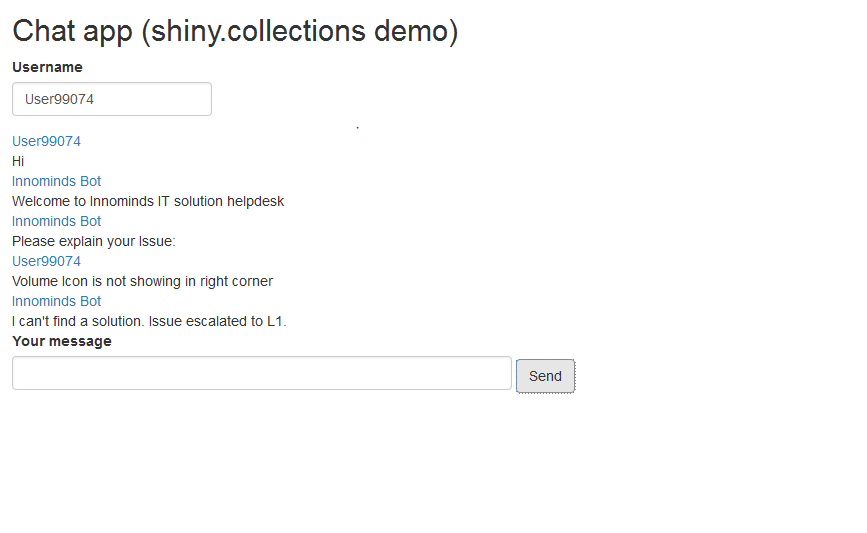 Chat app (shiny.collections demo)
Username
User99074
User99074
Hi
Innominds Bot
Welcome to Innominds IT solution helpdesk
Innominds Bot
Please explain your Issue:
User99074
Volume Icon is not showing in right corner
Innominds Bot
I can't find a solution. Issue escalated to L1.
Your message
Send